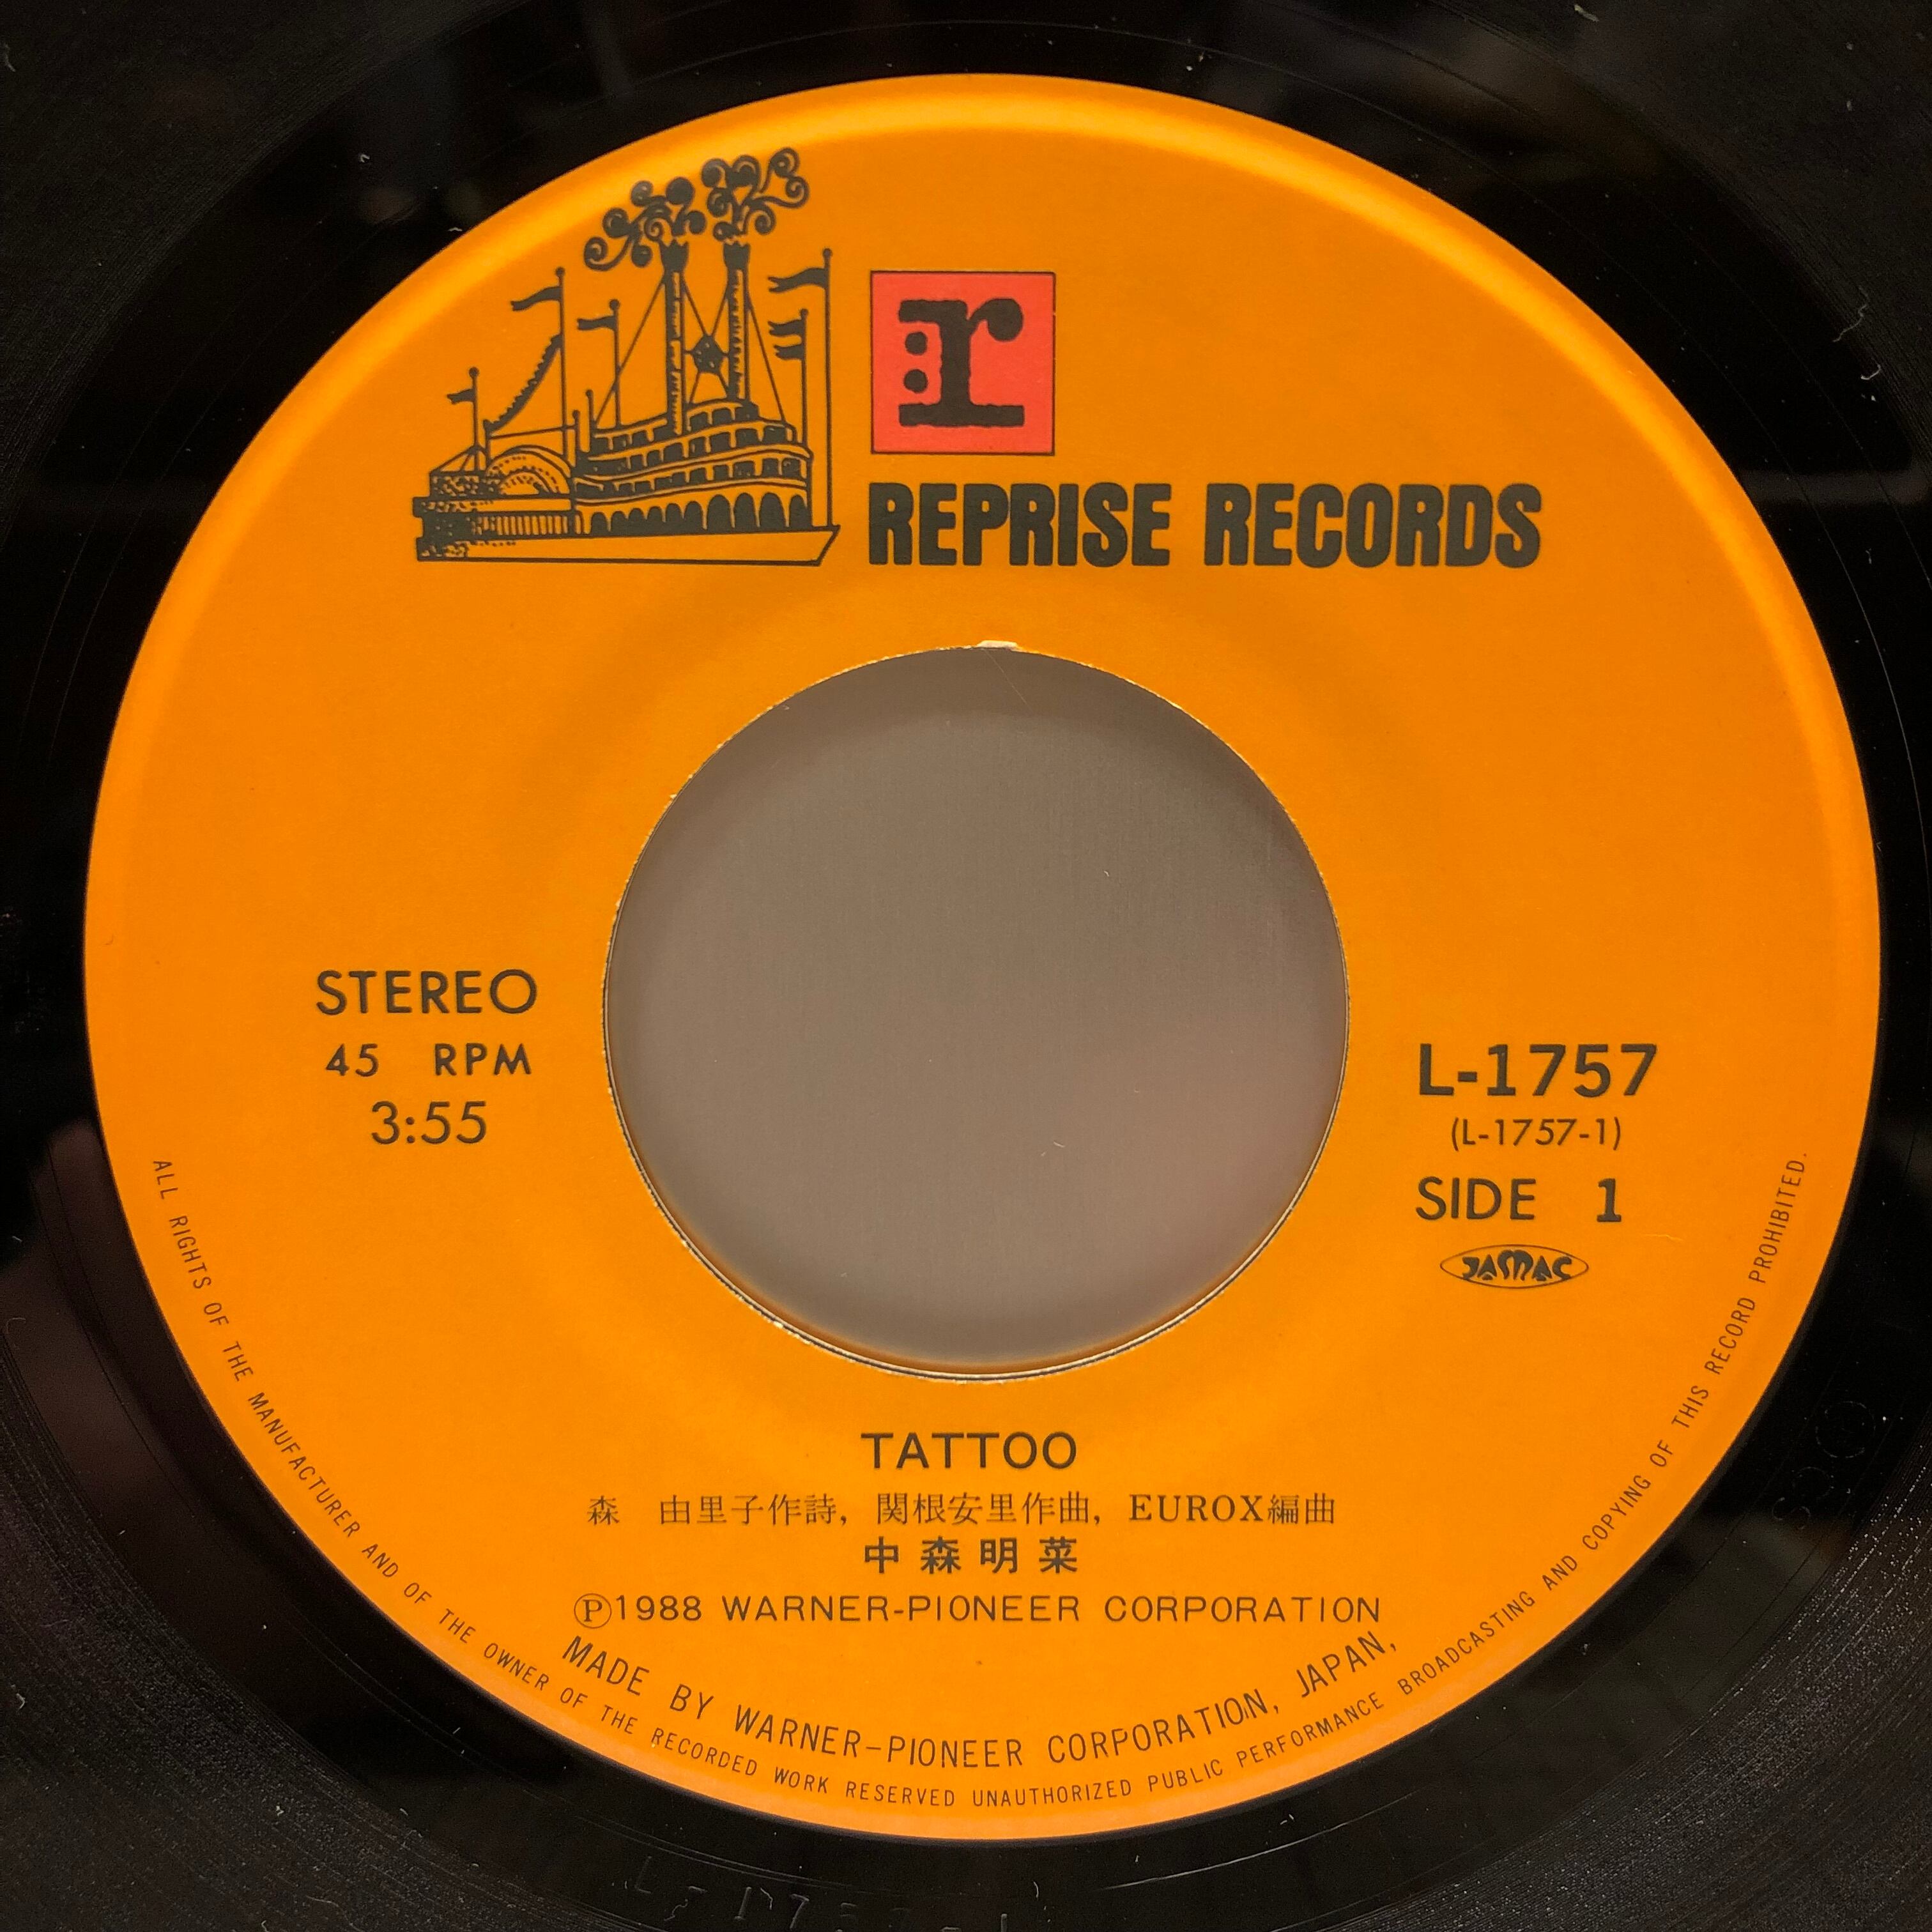 r
REPRISE RECORDS
STEREO
45 RPM
3:55
L-1757
(L-1757-1)
SIDE 1
JASRAC
TATTOO
森 由里子作詩, 関根安里作曲, EUROX編曲
中森明菜
Ⓟ1988 WARNER-PIONEER CORPORATION
MADE BY WARNER-PIONEER CORPORATION, JAPAN,
ALL RIGHTS OF THE MANUFACTURER AND OF THE OWNER OF THE RECORDED WORK RESERVED UNAUTHORIZED PUBLIC PERFORMANCE BROADCASTING AND COPYING OF THIS RECORD PROHIBITED.
L-1757-1